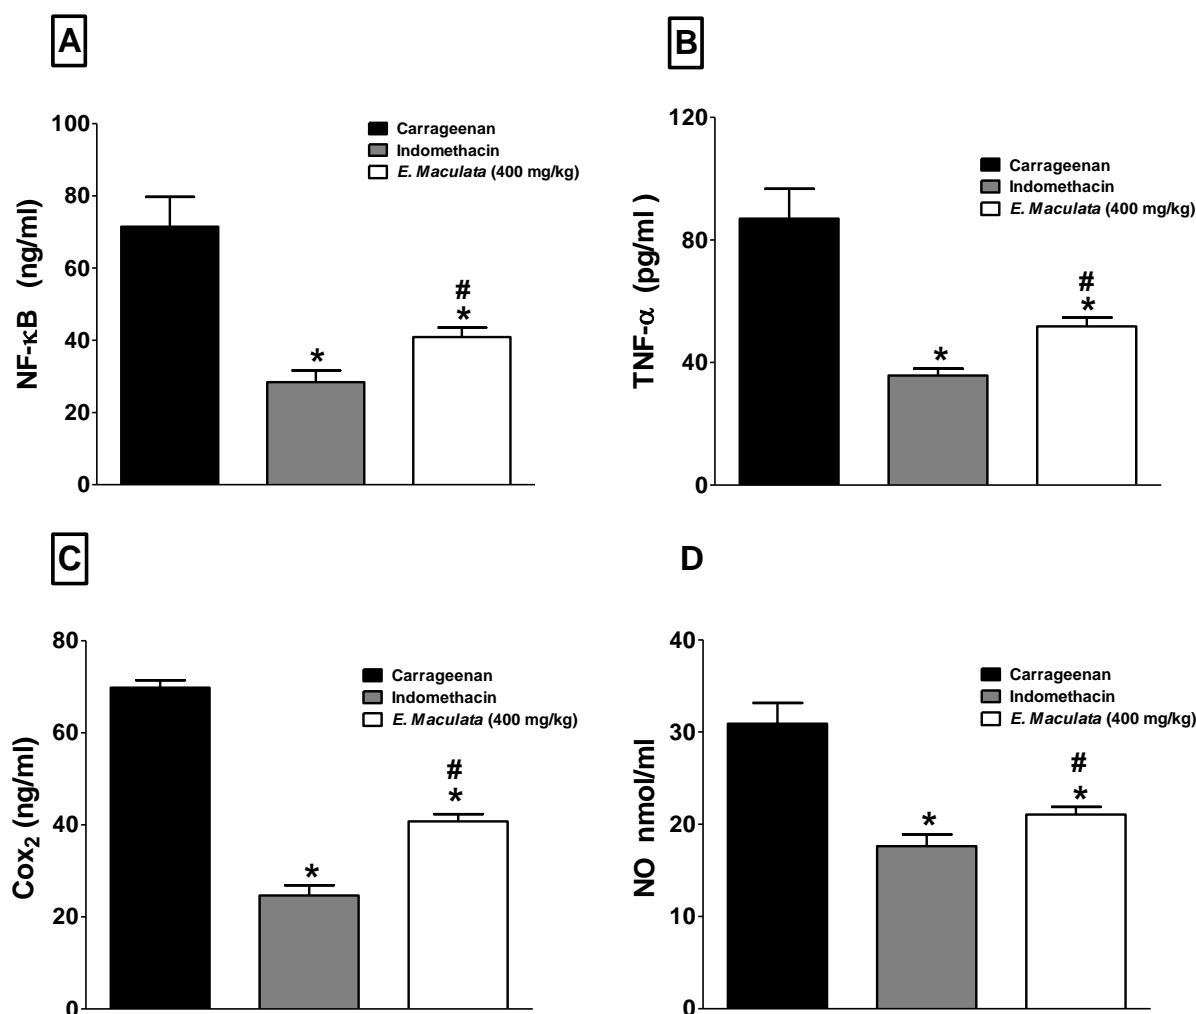 A
100
80
60
40
20
0
NF-κB (ng/ml)
Carrageenan
Indomethacin
E. Maculata (400 mg/kg)
*
#
*
B
120
80
40
0
TNF-α (pg/ml )
Carrageenan
Indomethacin
E. Maculata (400 mg/kg)
*
#
*
C
80
60
40
20
0
Cox₂ (ng/ml)
Carrageenan
Indomethacin
E. Maculata (400 mg/kg)
*
#
*
D
40
30
20
10
0
NO nmol/ml
Carrageenan
Indomethacin
E. Maculata (400 mg/kg)
*
#
*